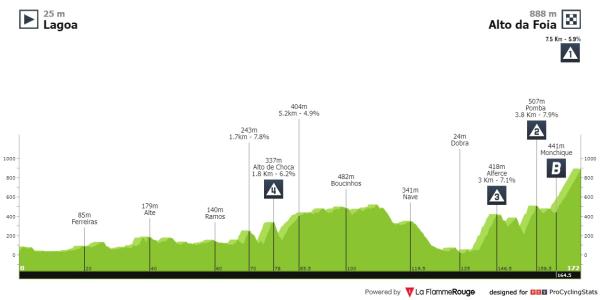 25 m
Lagoa
888 m
Alto da Foia
7.5 Km - 5.9%
1
404m
5.2km - 4.9%
243m
1.7km - 7.8%
337m
Alto de Choca
1.8 Km - 6.2%
4
482m
Boucinhos
341m
Nave
24m
Dobra
507m
Pomba
3.8 Km - 7.9%
2
441m
Monchique
B
418m
Alferce
3 Km - 7.1%
3
85m
Ferreiras
179m
Alte
140m
Ramos
1000
800
600
400
200
0
1000
800
600
400
200
0
0
20
40
60
70
78
85.5
100
119.5
135
146.5
172
164.5
Powered by La FlammeRouge designed for PCS ProCyclingStats